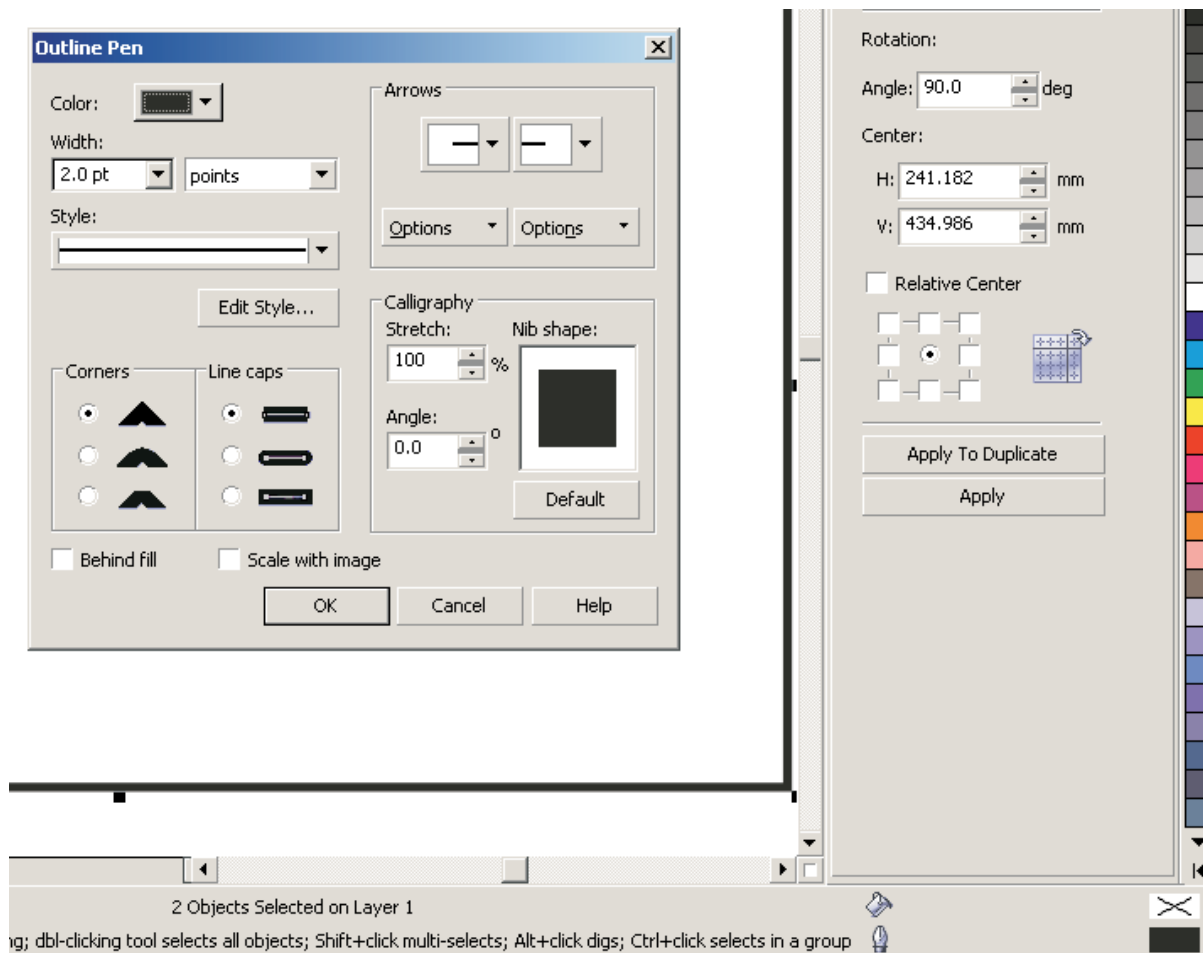 Outline Pen
Color:
Width:
2.0 pt points
Style:
Edit Style...
Corners Line caps
Behind fill Scale with image
Arrows
Options Options
Calligraphy
Stretch: Nib shape:
100 %
Angle:
0.0 °
Default
OK Cancel Help
Rotation:
Angle: 90.0 deg
Center:
H: 241.182 mm
V: 434.986 mm
Relative Center
Apply To Duplicate
Apply
2 Objects Selected on Layer 1
ng; dbl-clicking tool selects all objects; Shift+click multi-selects; Alt+click digs; Ctrl+click selects in a group